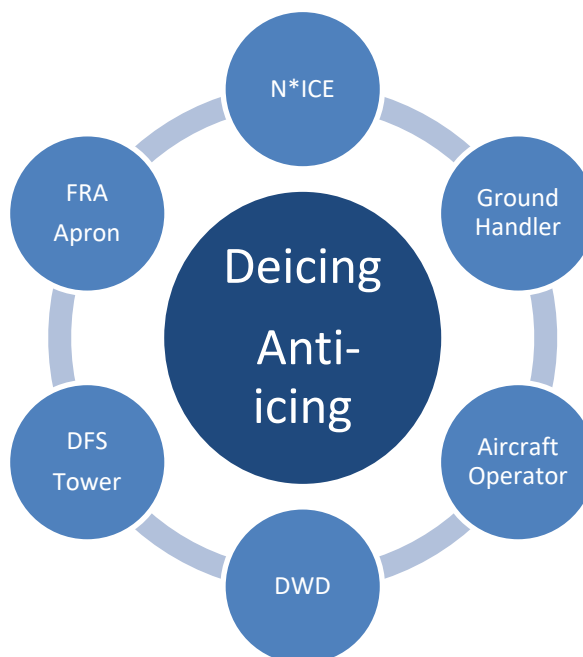 N*ICE
Ground
Handler
Aircraft
Operator
DWD
DFS
Tower
FRA
Apron
Deicing
Anti-
icing